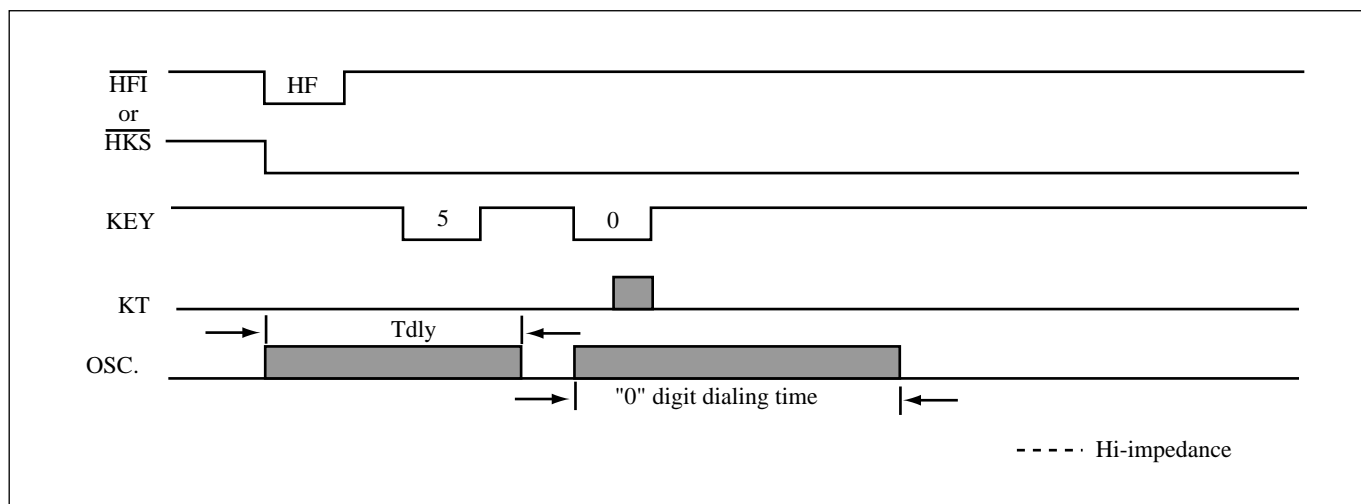 HFI
HF
or
HKS
KEY
5
0
KT
Tdly
OSC.
"0" digit dialing time
Hi-impedance